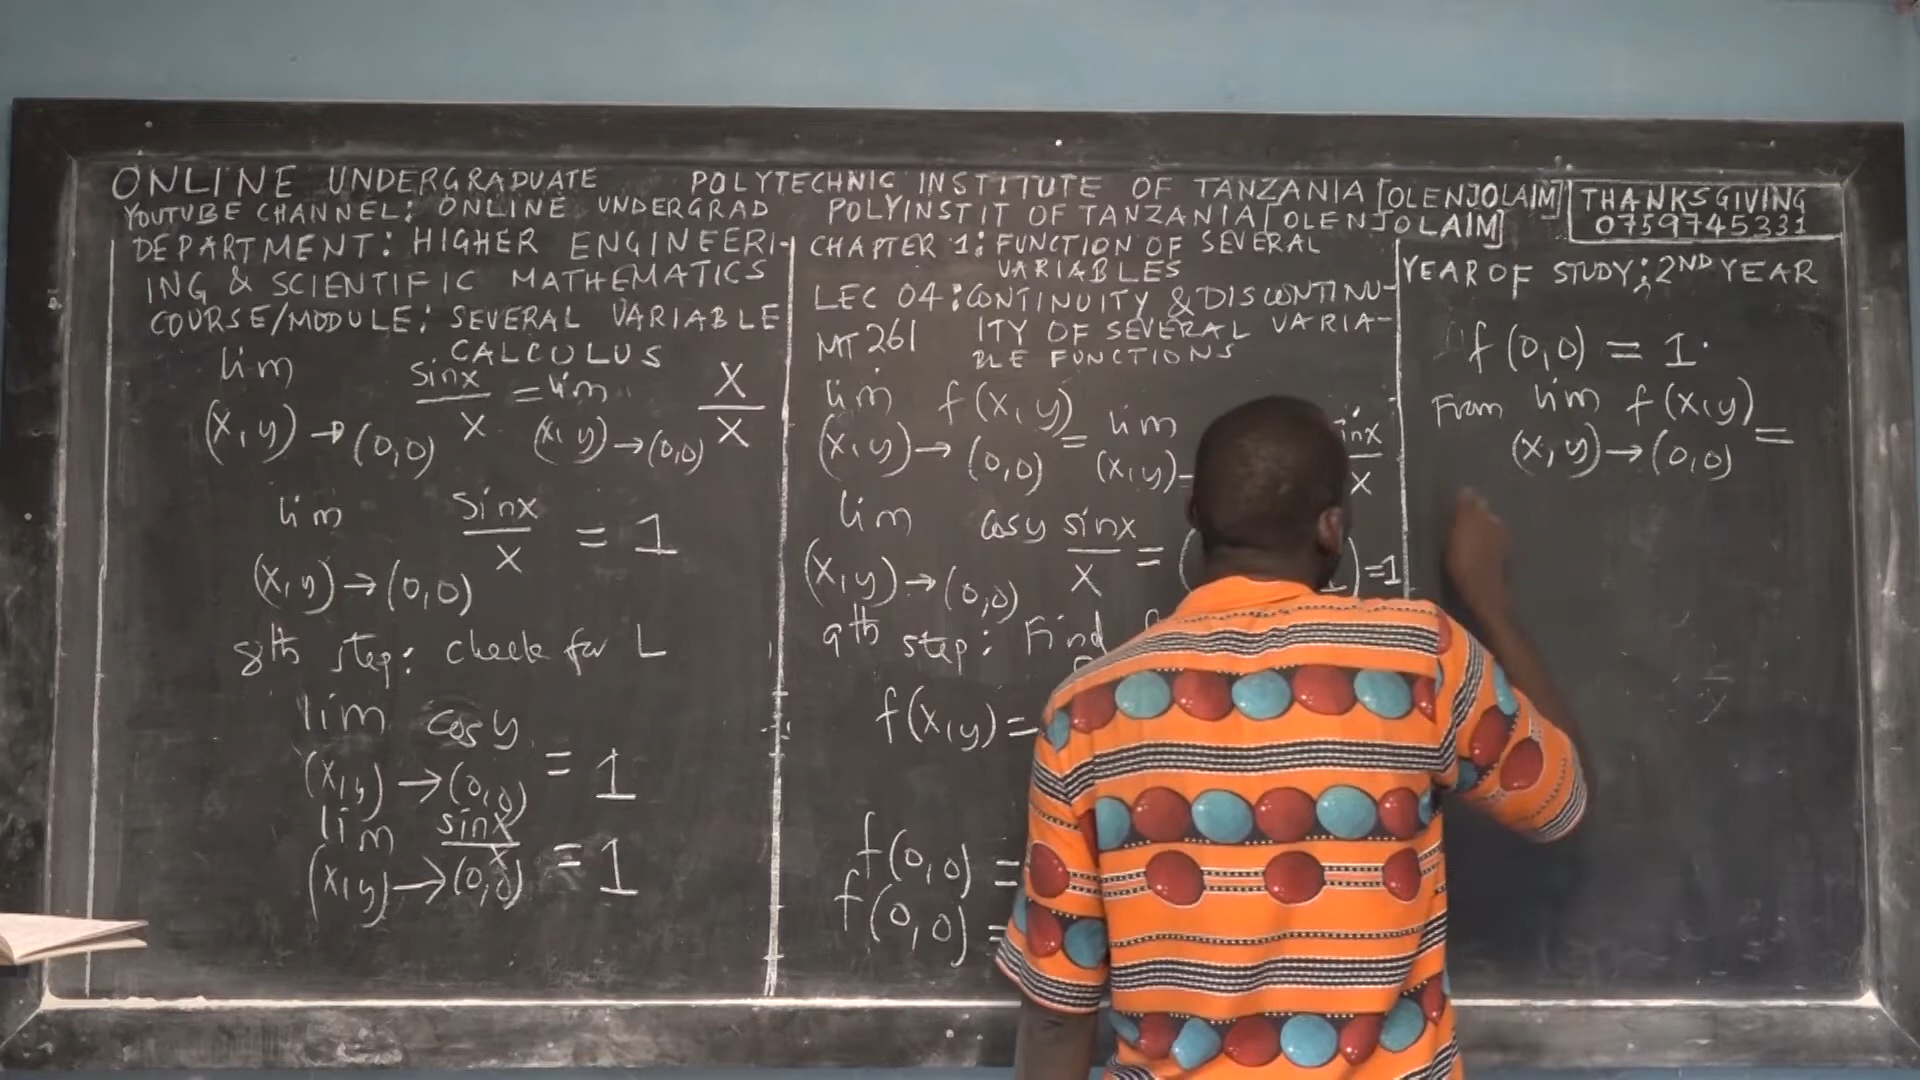 ONLINE UNDERGRADUATE POLYTECHNIC INSTITUTE OF TANZANIA [OLENJOLAIM]
YOUTUBE CHANNEL: ONLINE UNDERGRAD POLYINSTIT OF TANZANIA [OLENJOLAIM]
THANKSGIVING
0759745331
DEPARTMENT: HIGHER ENGINEERI-
ING & SCIENTIFIC MATHEMATICS
COURSE/MODULE: SEVERAL VARIABLE
CALCULUS
lim sinx/x = lim x/x
(x,y) → (0,0) (x,y) → (0,0)
lim sinx/x = 1
(x,y) → (0,0)
8th step: check for L
lim cosy = 1
(x,y) → (0,0)
lim sinx/x = 1
(x,y) → (0,0)
CHAPTER 1: FUNCTION OF SEVERAL
VARIABLES
LEC 04: CONTINUITY & DISCONTINU-
MT 261 ITY OF SEVERAL VARIA-
BLE FUNCTIONS
lim f(x,y) = lim inx/x
(x,y) → (0,0) (x,y)
lim cosy sinx/x = ( ) = 1
(x,y) → (0,0)
9th step: Find
f(x,y) =
f(0,0) =
f(0,0) =
YEAR OF STUDY: 2ND YEAR
f(0,0) = 1.
From lim f(x,y) =
(x,y) → (0,0)